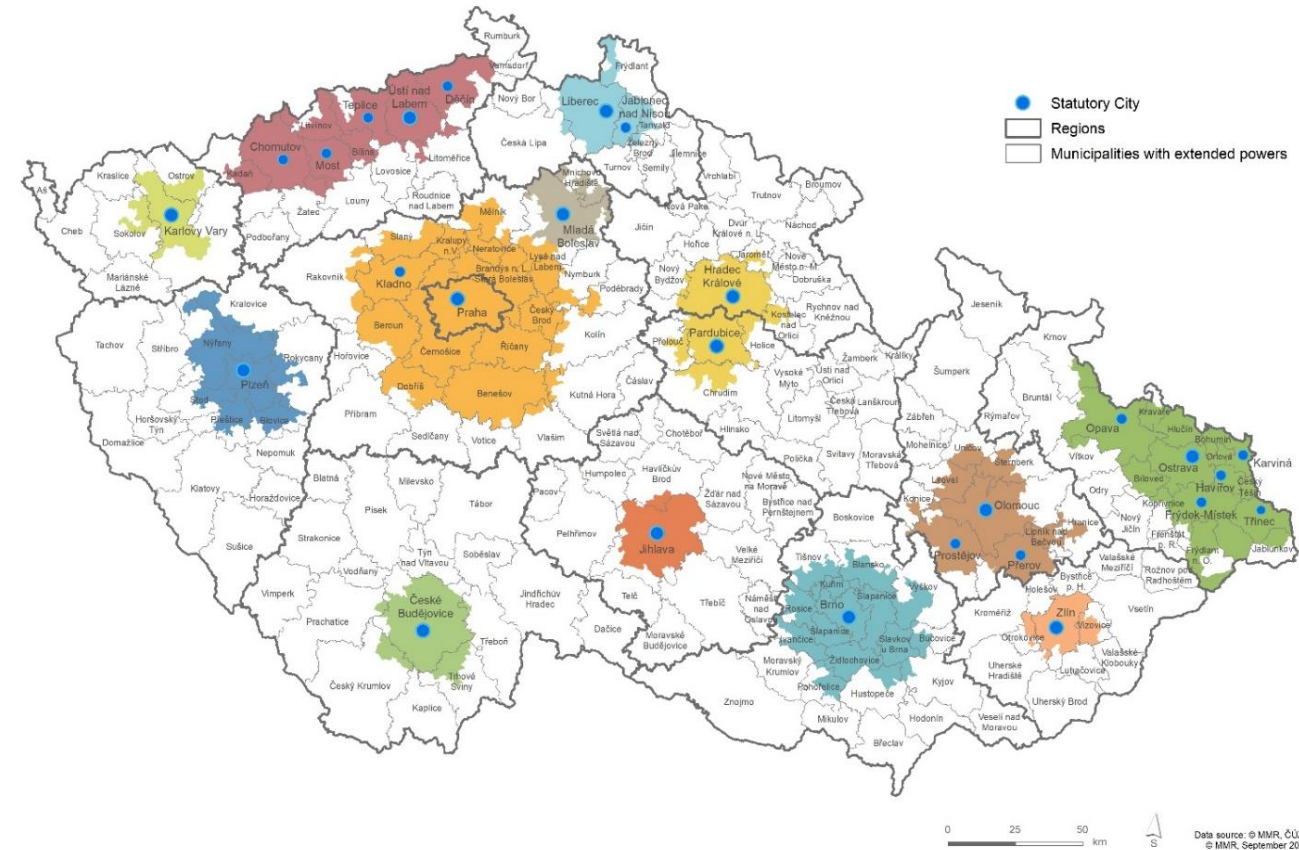 Rumburk
Varnsdorf
Frýdlant
Děčín
Ústí nad
Labem
Teplice
Nový Bor
Liberec
Jablonec
nad Nisou
Tanvald
Železný
Brod
Litvínov
Chomutov
Most
Bílina
Litoměřice
Česká Lípa
Kadaň
Lovosice
Turnov
Semily
Jilemnice
Vrchlabí
Trutnov
Broumov
Kraslice
Ostrov
Aš
Louny
Roudnice
nad Labem
Mnichovo
Hradiště
Žatec
Podbořany
Cheb
Sokolov
Karlovy Vary
Mělník
Mladá
Boleslav
Nová Paka
Jičín
Dvůr
Králové n. L.
Náchod
Hořice
Jaroměř
Nové
Město n. M.
Mariánské
Lázně
Rakovník
Slaný
Kralupy
n.V.
Neratovice
Lysá nad
Labem
Brandýs n. L.
Stará Boleslav
Nymburk
Poděbrady
Nový
Bydžov
Hradec
Králové
Dobruška
Kladno
Praha
Český
Brod
Kostelec
nad
Orlicí
Rychnov nad
Kněžnou
Kralovice
Beroun
Kolín
Pardubice
Přelouč
Holice
Jeseník
Krnov
Tachov
Stříbro
Nýřany
Rokycany
Hořovice
Černošice
Říčany
Žamberk
Králíky
Plzeň
Dobříš
Benešov
Čáslav
Kutná Hora
Chrudim
Vysoké
Mýto
Ústí nad
Orlicí
Šumperk
Bruntál
Česká
Třebová
Lanškroun
Rýmařov
Stod
Přeštice
Blovice
Horšovský
Týn
Příbram
Sedlčany
Votice
Vlašim
Světlá nad
Sázavou
Chotěboř
Hlinsko
Litomyšl
Zábřeh
Opava
Kravaře
Hlučín
Bohumín
Orlová
Karviná
Domažlice
Nepomuk
Polička
Svitavy
Moravská
Třebová
Mohelnice
Uničov
Šternberk
Vítkov
Ostrava
Havířov
Český
Těšín
Klatovy
Horažďovice
Blatná
Milevsko
Humpolec
Havlíčkův
Brod
Nové Město
na Moravě
Litovel
Bílovec
Písek
Tábor
Pacov
Žďár nad
Sázavou
Bystřice nad
Pernštejnem
Konice
Olomouc
Odry
Kopřivnice
Frýdek-Místek
Třinec
Sušice
Strakonice
Pelhřimov
Jihlava
Boskovice
Prostějov
Přerov
Lipník nad
Bečvou
Hranice
Nový
Jičín
Frenštát
p. R.
Jablunkov
Týn
nad Vltavou
Soběslav
Velké
Meziříčí
Tišnov
Blansko
Valašské
Meziříčí
Frýdlant
n. O.
Vodňany
Vimperk
Kuřim
Vyškov
Bystřice
p. H.
Rožnov pod
Radhoštěm
České
Budějovice
Jindřichův
Hradec
Telč
Třebíč
Náměšť
nad
Oslavou
Rosice
Brno
Šlapanice
Holešov
Kroměříž
Zlín
Vizovice
Vsetín
Prachatice
Třeboň
Dačice
Moravské
Budějovice
Ivančice
Šlapanice
Slavkov
u Brna
Bučovice
Otrokovice
Valašské
Klobouky
Luhačovice
Židlochovice
Český Krumlov
Trhové
Sviny
Moravský
Krumlov
Pohořelice
Hustopeče
Kyjov
Uherské
Hradiště
Uherský Brod
Kaplice
Znojmo
Mikulov
Hodonín
Veselí nad
Moravou
Břeclav
Statutory City
Regions
Municipalities with extended powers
0 25 50
km
S
Data source: © MMR, ČÚ
© MMR, September 20